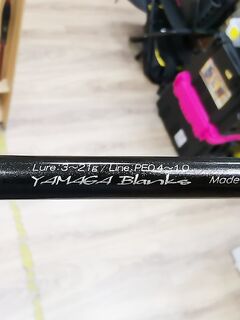 Lure:3~21g / Line:PE0.4~1.0
YAMAGA Blanks Made